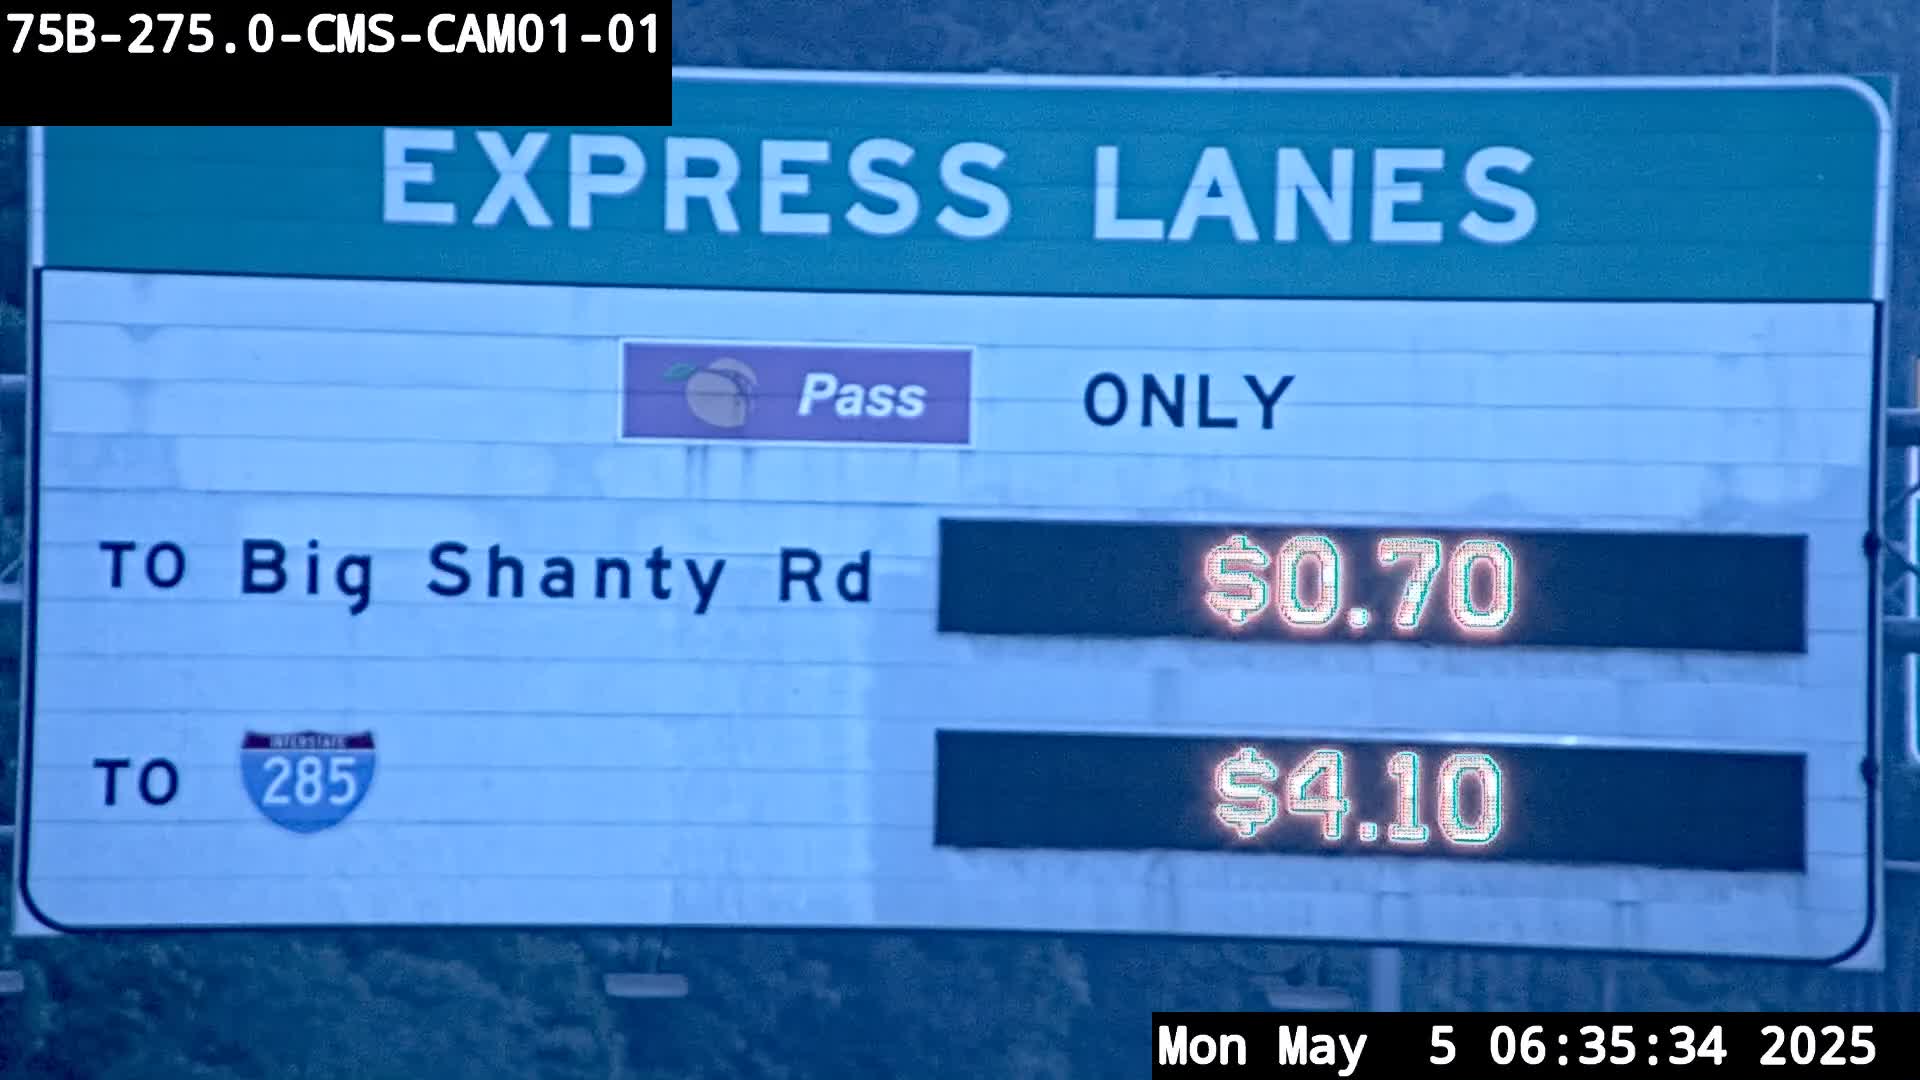 75B-275.0-CMS-CAM01-01
EXPRESS LANES
Pass ONLY
TO Big Shanty Rd $0.70
INTERSTATE
TO 285 $4.10
Mon May 5 06:35:34 2025